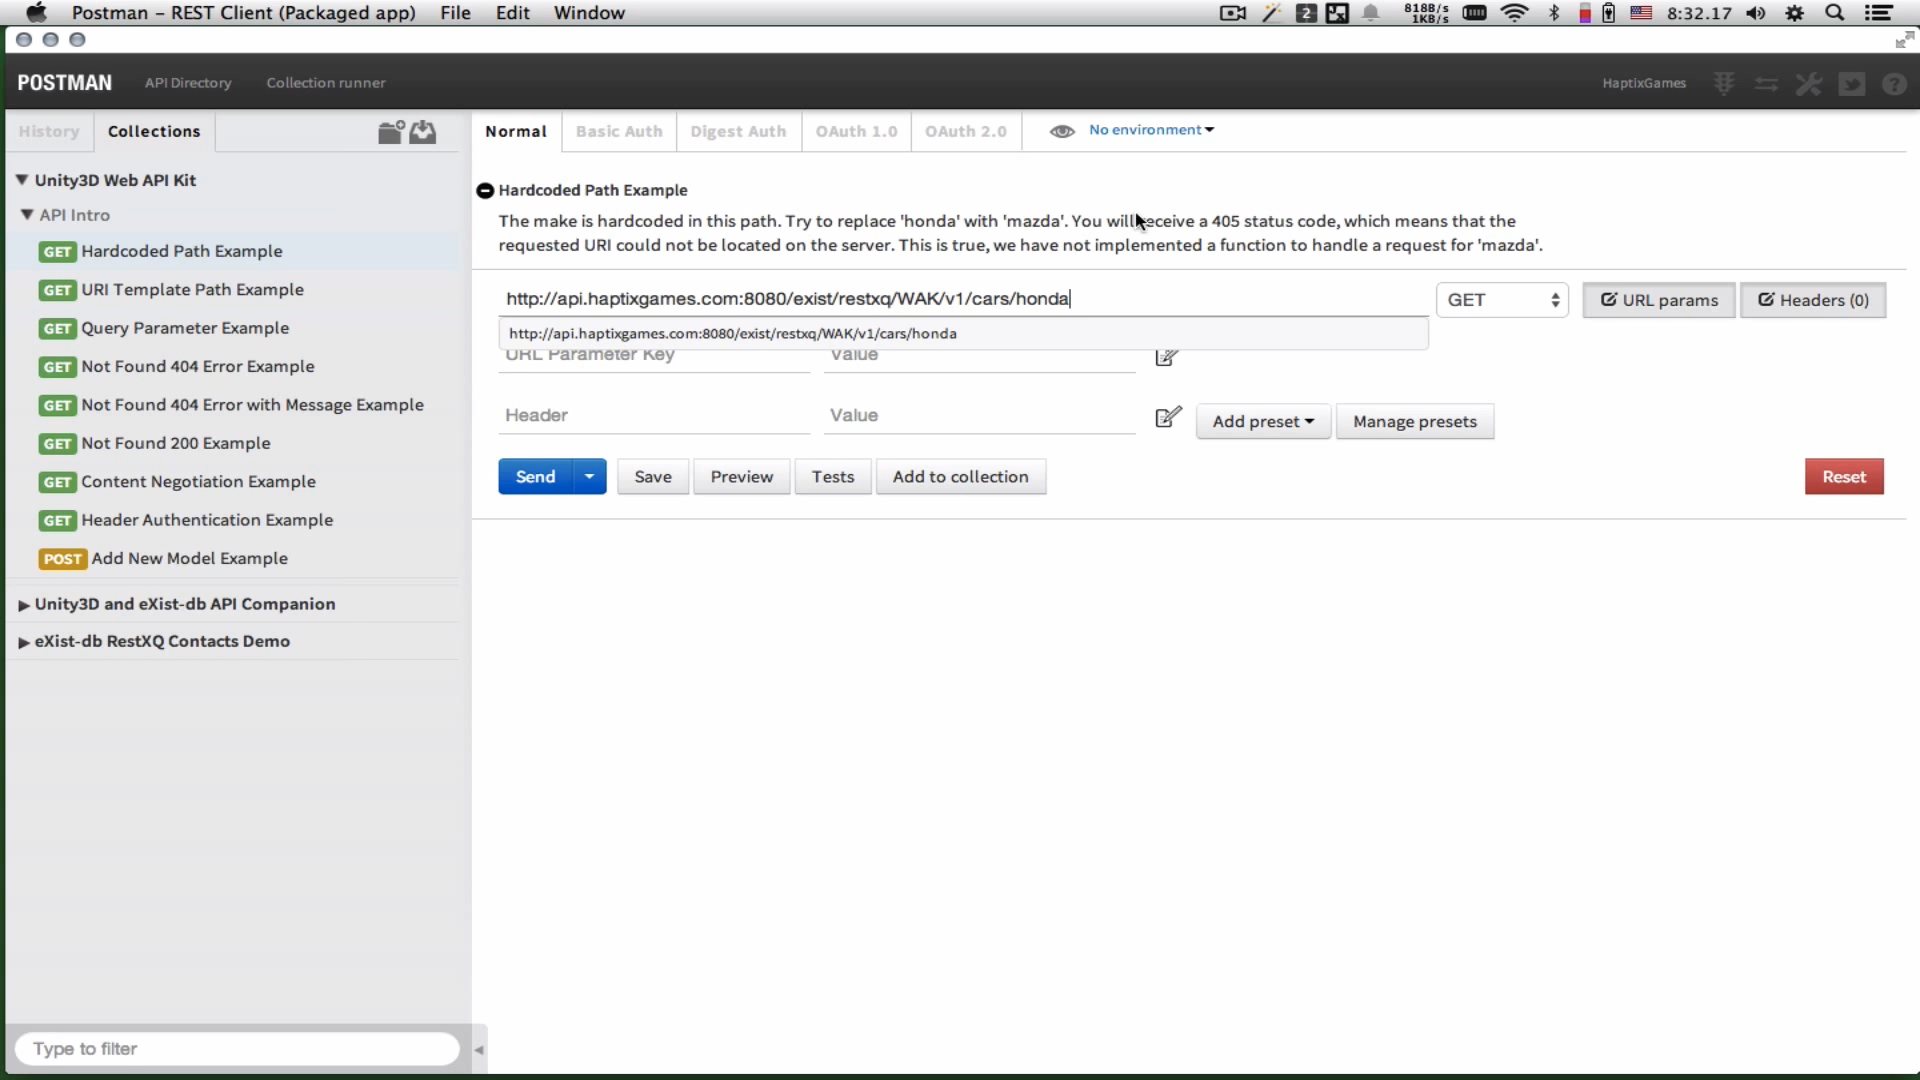 Postman – REST Client (Packaged app) File Edit Window 2 818B/s 1KB/s 8:32.17
POSTMAN API Directory Collection runner HaptixGames
History Collections
Normal Basic Auth Digest Auth OAuth 1.0 OAuth 2.0 No environment
Unity3D Web API Kit
API Intro
GET Hardcoded Path Example
GET URI Template Path Example
GET Query Parameter Example
GET Not Found 404 Error Example
GET Not Found 404 Error with Message Example
GET Not Found 200 Example
GET Content Negotiation Example
GET Header Authentication Example
POST Add New Model Example
Unity3D and eXist-db API Companion
eXist-db RestXQ Contacts Demo
Type to filter
Hardcoded Path Example
The make is hardcoded in this path. Try to replace 'honda' with 'mazda'. You will receive a 405 status code, which means that the
requested URI could not be located on the server. This is true, we have not implemented a function to handle a request for 'mazda'.
http://api.haptixgames.com:8080/exist/restxq/WAK/v1/cars/honda GET URL params Headers (0)
http://api.haptixgames.com:8080/exist/restxq/WAK/v1/cars/honda
URL Parameter Key Value
Header Value Add preset Manage presets
Send Save Preview Tests Add to collection Reset